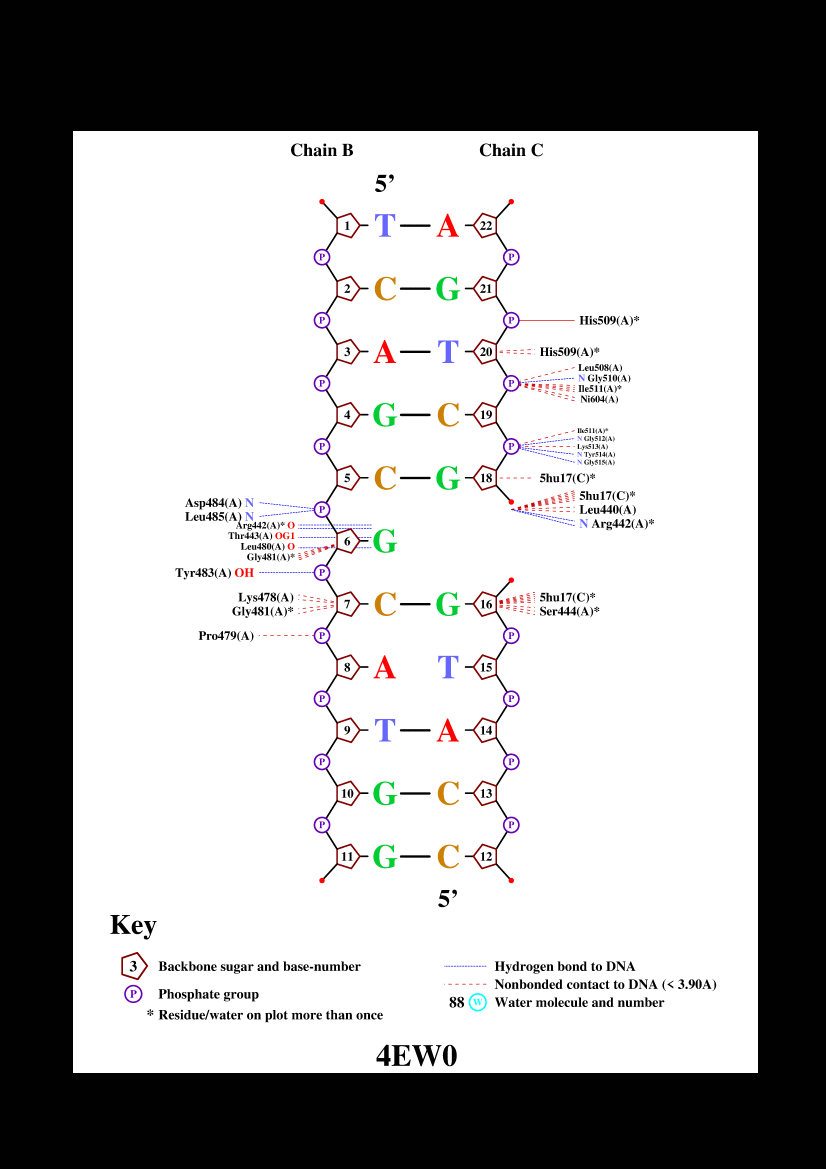 Chain B Chain C
5’
1 T A 22
P P
2 C G 21
P P His509(A)*
3 A T 20 His509(A)*
Leu508(A)
P P N Gly510(A)
Ile511(A)*
Ni604(A)
4 G C 19
Ile511(A)*
N Gly512(A)
P P Lys513(A)
N Tyr514(A)
N Gly515(A)
5 C G 18 5hu17(C)*
5hu17(C)*
Asp484(A) N
P Leu440(A)
Leu485(A) N
N Arg442(A)*
Arg442(A)* O
Thr443(A) OG1
6 G
Leu480(A) O
Gly481(A)*
Tyr483(A) OH P
Lys478(A) 5hu17(C)*
7 C G 16
Gly481(A)* Ser444(A)*
Pro479(A) P P
8 A T 15
P P
9 T A 14
P P
10 G C 13
P P
11 G C 12
5’
Key
3 Backbone sugar and base-number
P Phosphate group
* Residue/water on plot more than once
Hydrogen bond to DNA
Nonbonded contact to DNA (< 3.90A)
88 W Water molecule and number
4EW0